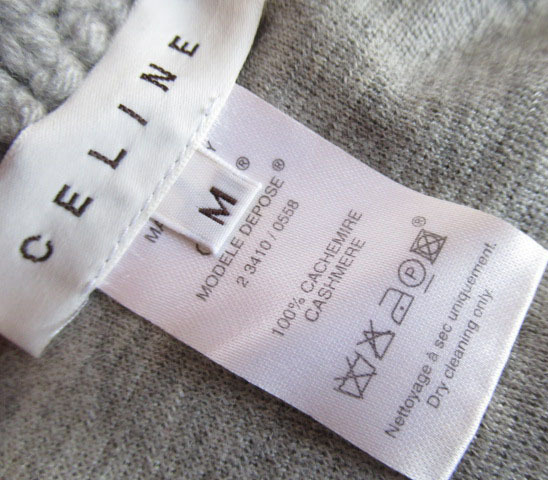 CELINE
M
®
MODELE DEPOSE ®
2 3410 / 0558
100% CACHEMIRE
CASHMERE
P
®
Nettoyage à sec uniquement.
Dry cleaning only.